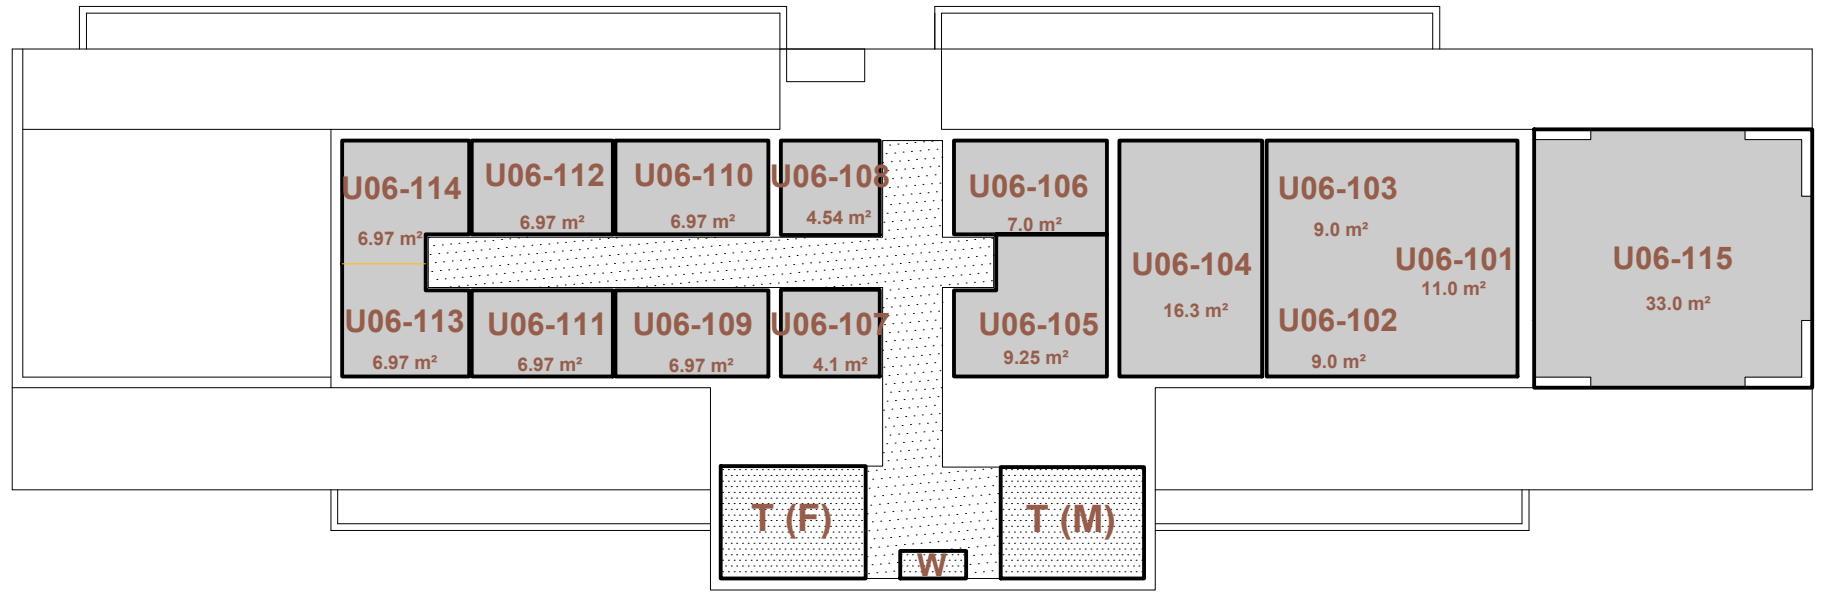 U06-114
6.97 m²
U06-112
6.97 m²
U06-110
6.97 m²
U06-108
4.54 m²
U06-106
7.0 m²
U06-104
16.3 m²
U06-103
9.0 m²
U06-101
11.0 m²
U06-115
33.0 m²
U06-113
6.97 m²
U06-111
6.97 m²
U06-109
6.97 m²
U06-107
4.1 m²
U06-105
9.25 m²
U06-102
9.0 m²
T (F)
T (M)
W